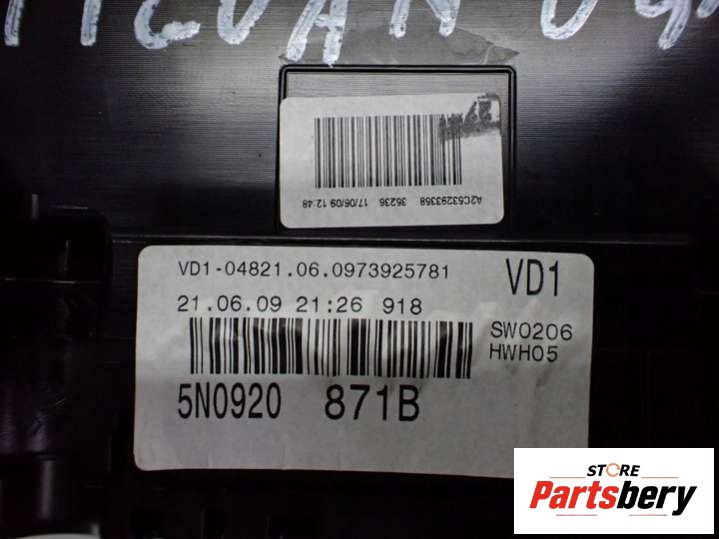 TIGUAN 09
A2C53293358 35236 17/06/09 12:48
VD1-04821.06.0973925781
VD1
21.06.09 21:26 918
SW0206
HWH05
5N0920 871B
STORE
Partsbery